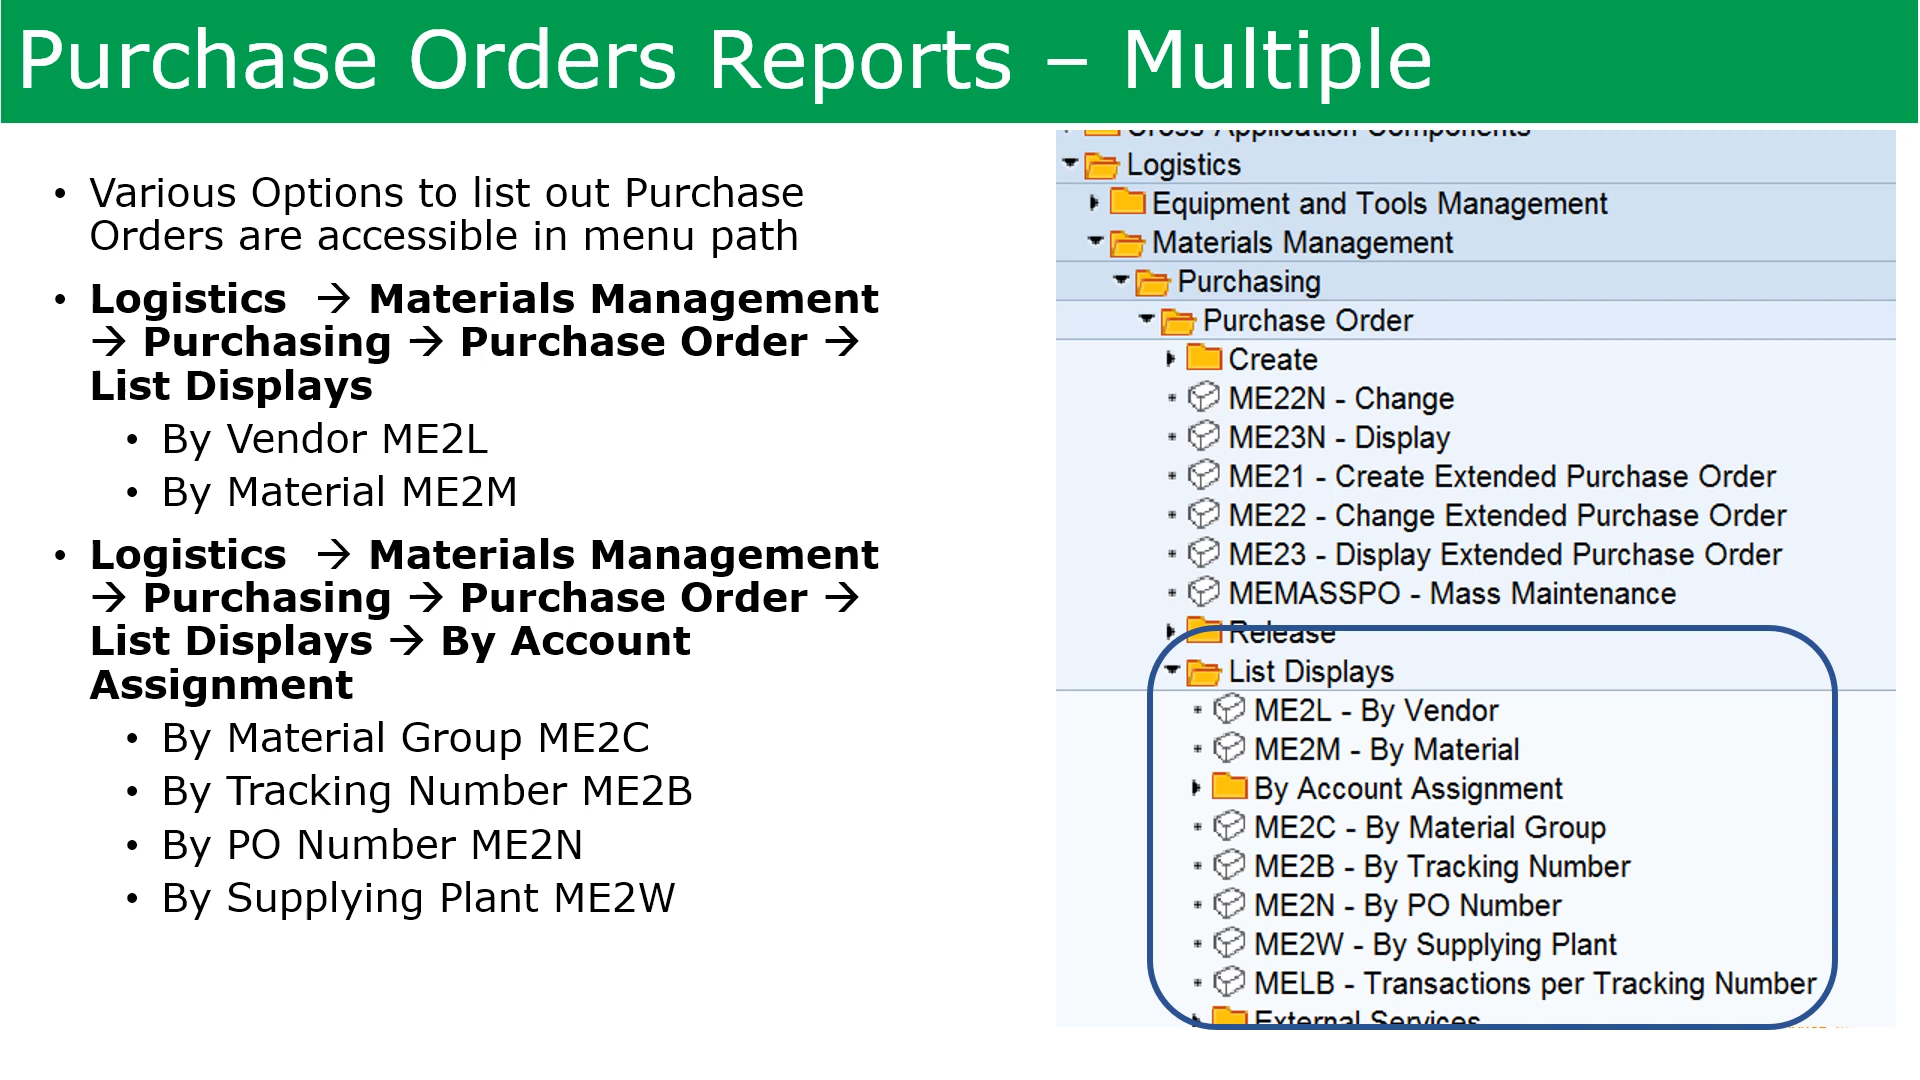 Purchase Orders Reports – Multiple
• Various Options to list out Purchase
Orders are accessible in menu path
• Logistics → Materials Management
→ Purchasing → Purchase Order →
List Displays
• By Vendor ME2L
• By Material ME2M
• Logistics → Materials Management
→ Purchasing → Purchase Order →
List Displays → By Account
Assignment
• By Material Group ME2C
• By Tracking Number ME2B
• By PO Number ME2N
• By Supplying Plant ME2W
Cross-Application Components
Logistics
Equipment and Tools Management
Materials Management
Purchasing
Purchase Order
Create
ME22N - Change
ME23N - Display
ME21 - Create Extended Purchase Order
ME22 - Change Extended Purchase Order
ME23 - Display Extended Purchase Order
MEMASSPO - Mass Maintenance
Release
List Displays
ME2L - By Vendor
ME2M - By Material
By Account Assignment
ME2C - By Material Group
ME2B - By Tracking Number
ME2N - By PO Number
ME2W - By Supplying Plant
MELB - Transactions per Tracking Number
External Services